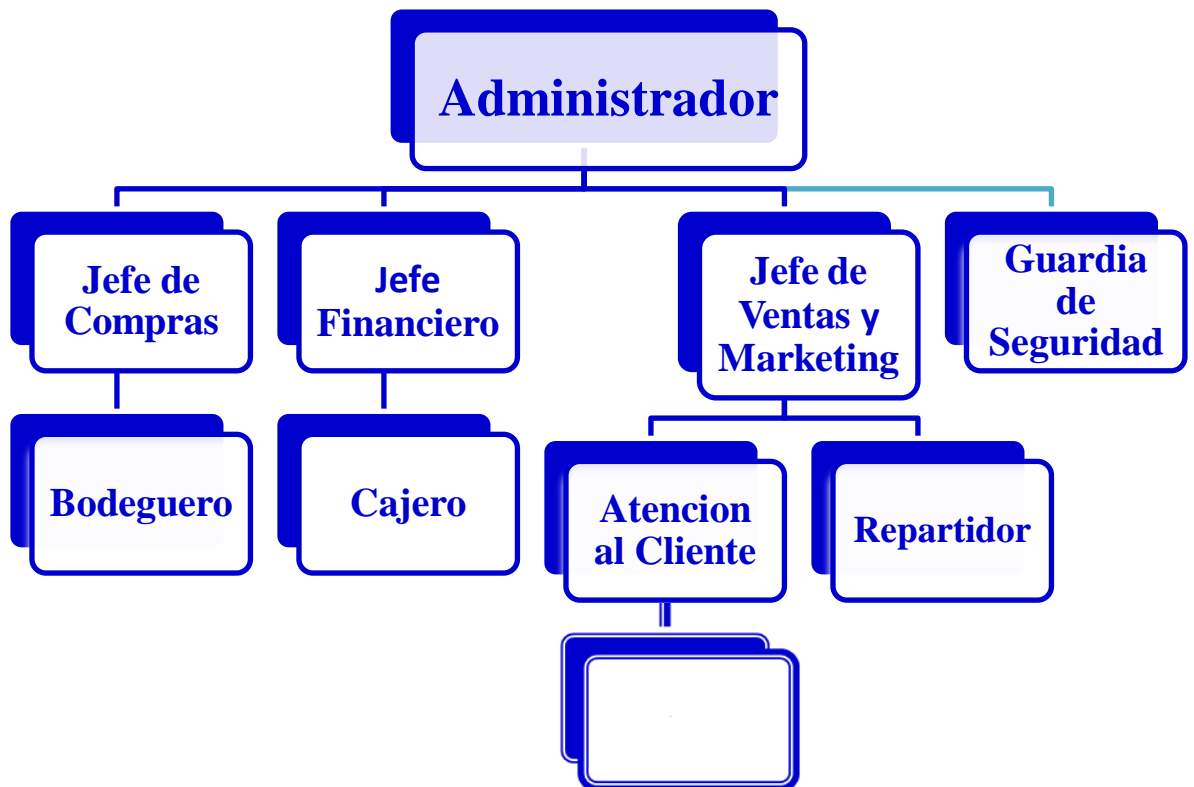 Administrador
Jefe de
Compras
Jefe
Financiero
Jefe de
Ventas y
Marketing
Guardia
de
Seguridad
Bodeguero
Cajero
Atencion
al Cliente
Repartidor